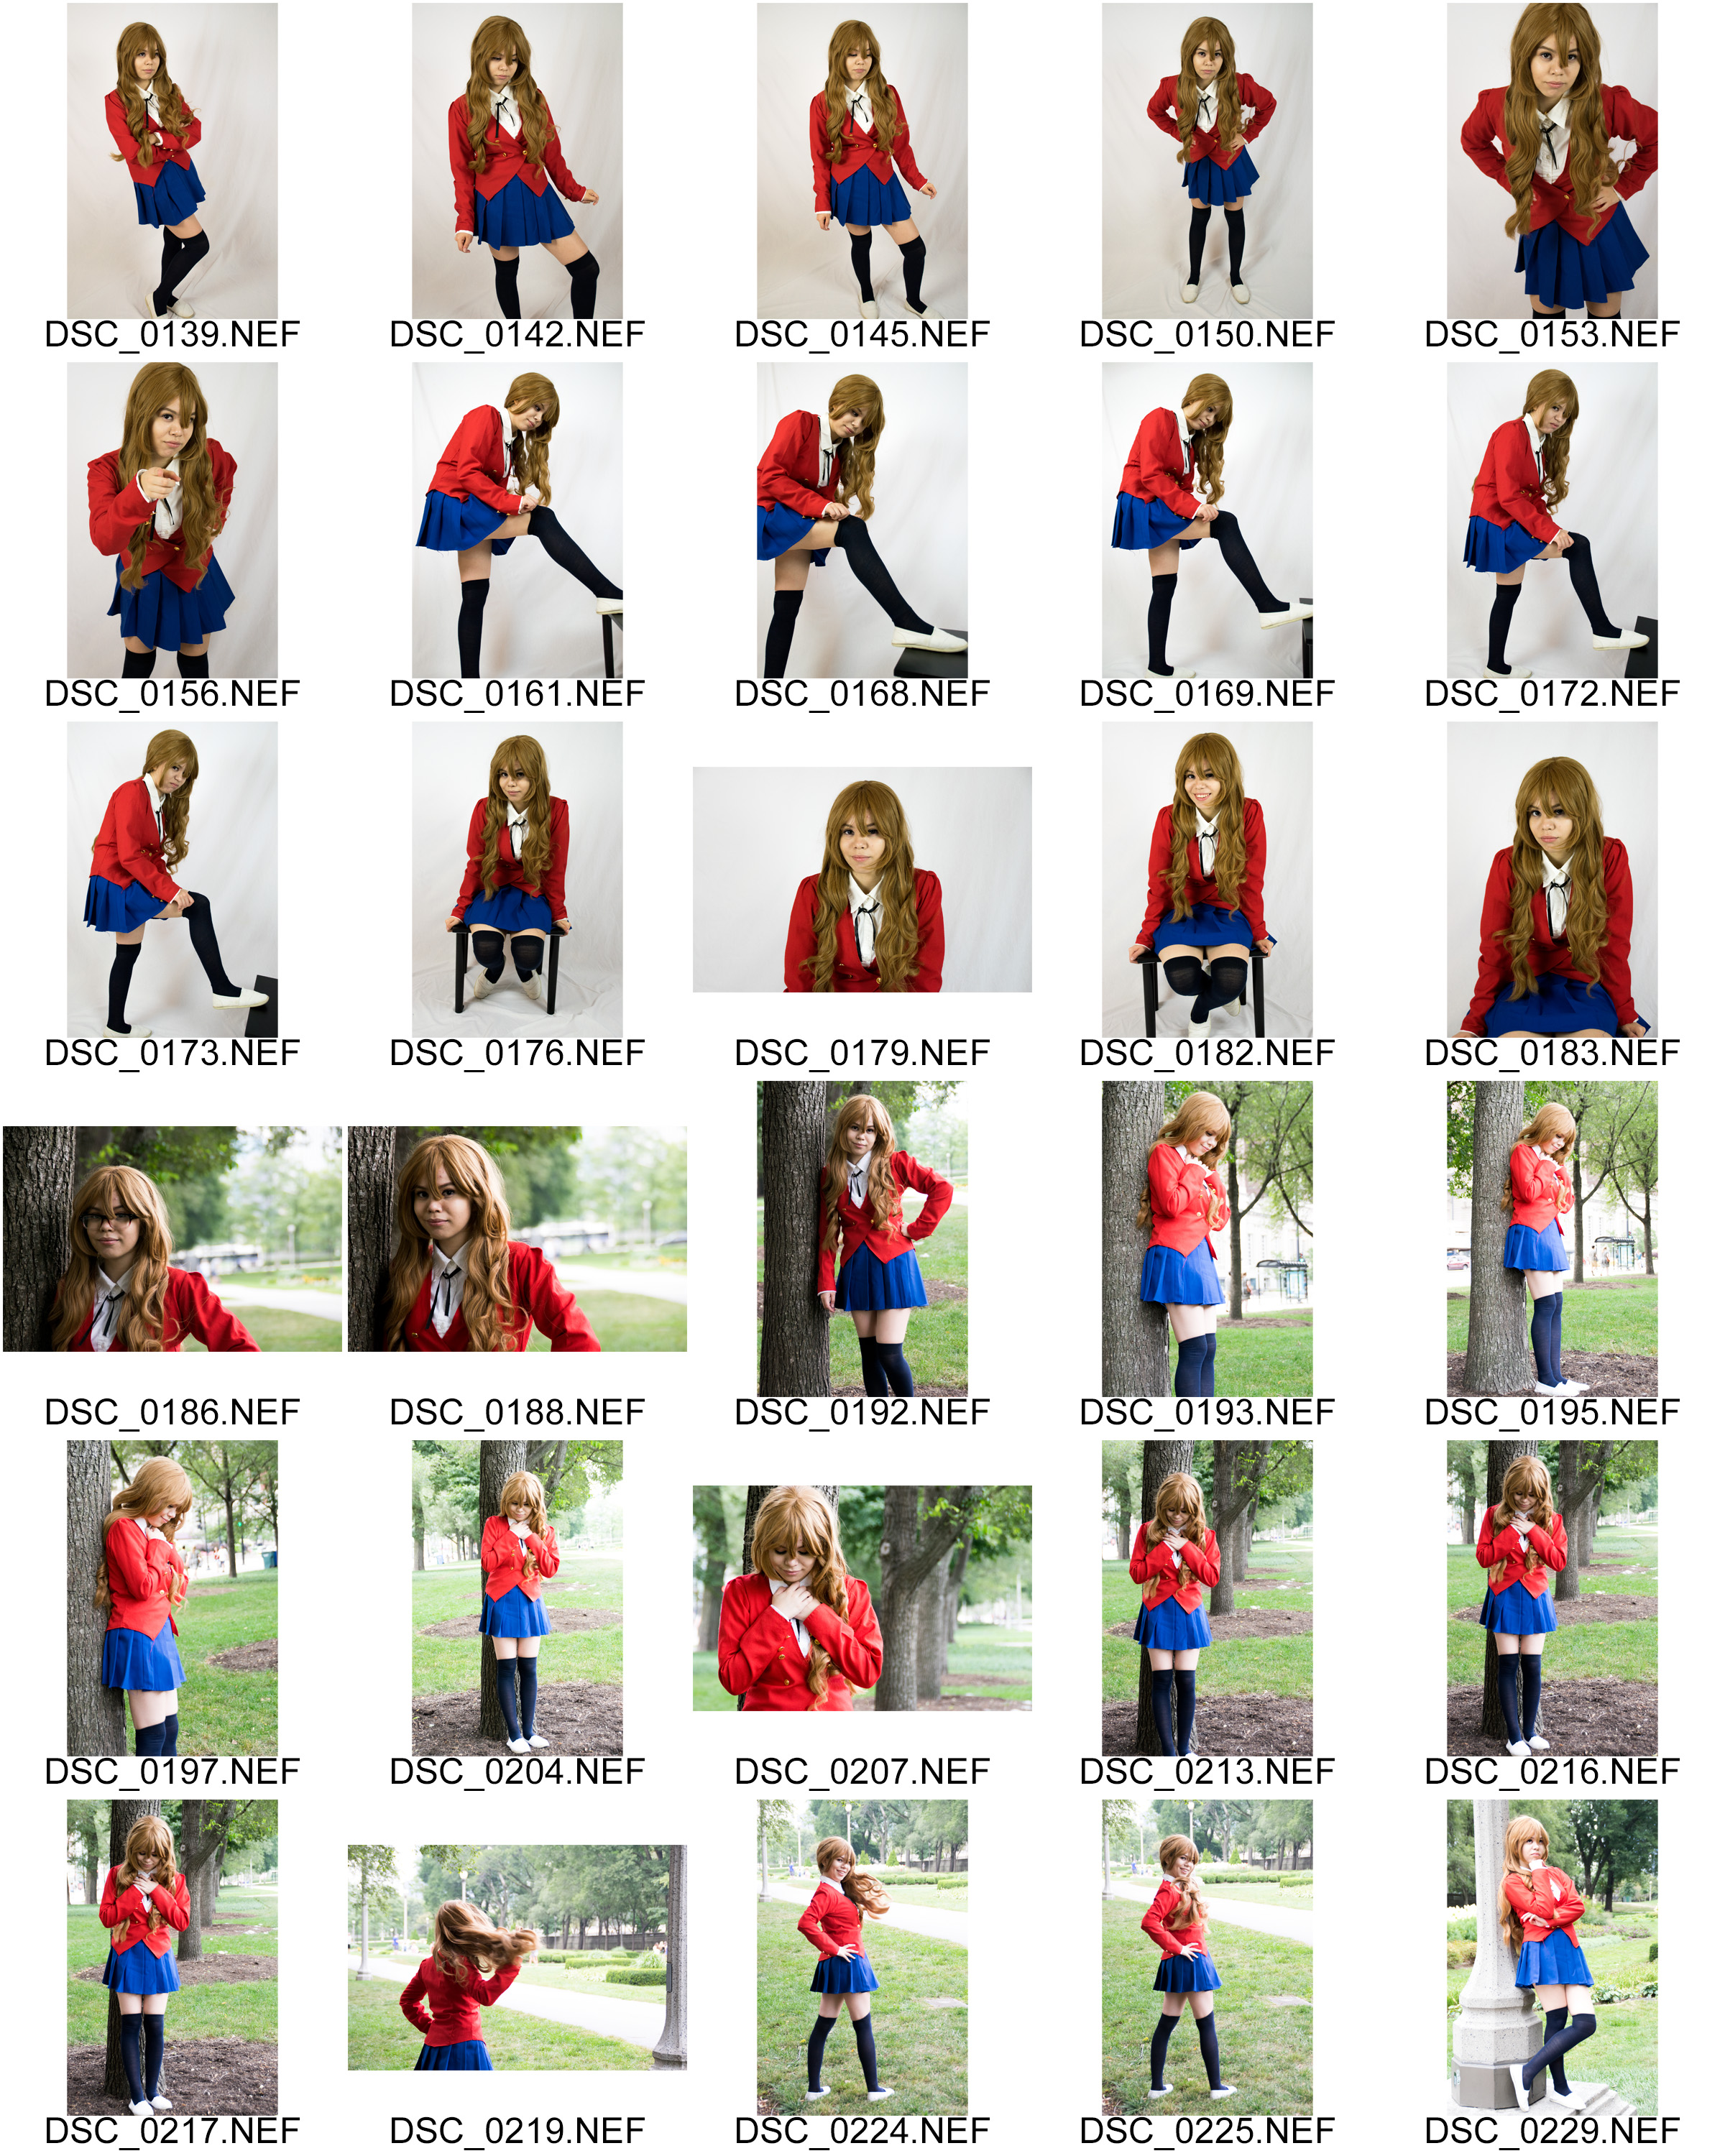 DSC_0139.NEF DSC_0142.NEF DSC_0145.NEF DSC_0150.NEF DSC_0153.NEF
DSC_0156.NEF DSC_0161.NEF DSC_0168.NEF DSC_0169.NEF DSC_0172.NEF
DSC_0173.NEF DSC_0176.NEF DSC_0179.NEF DSC_0182.NEF DSC_0183.NEF
DSC_0186.NEF DSC_0188.NEF DSC_0192.NEF DSC_0193.NEF DSC_0195.NEF
DSC_0197.NEF DSC_0204.NEF DSC_0207.NEF DSC_0213.NEF DSC_0216.NEF
DSC_0217.NEF DSC_0219.NEF DSC_0224.NEF DSC_0225.NEF DSC_0229.NEF